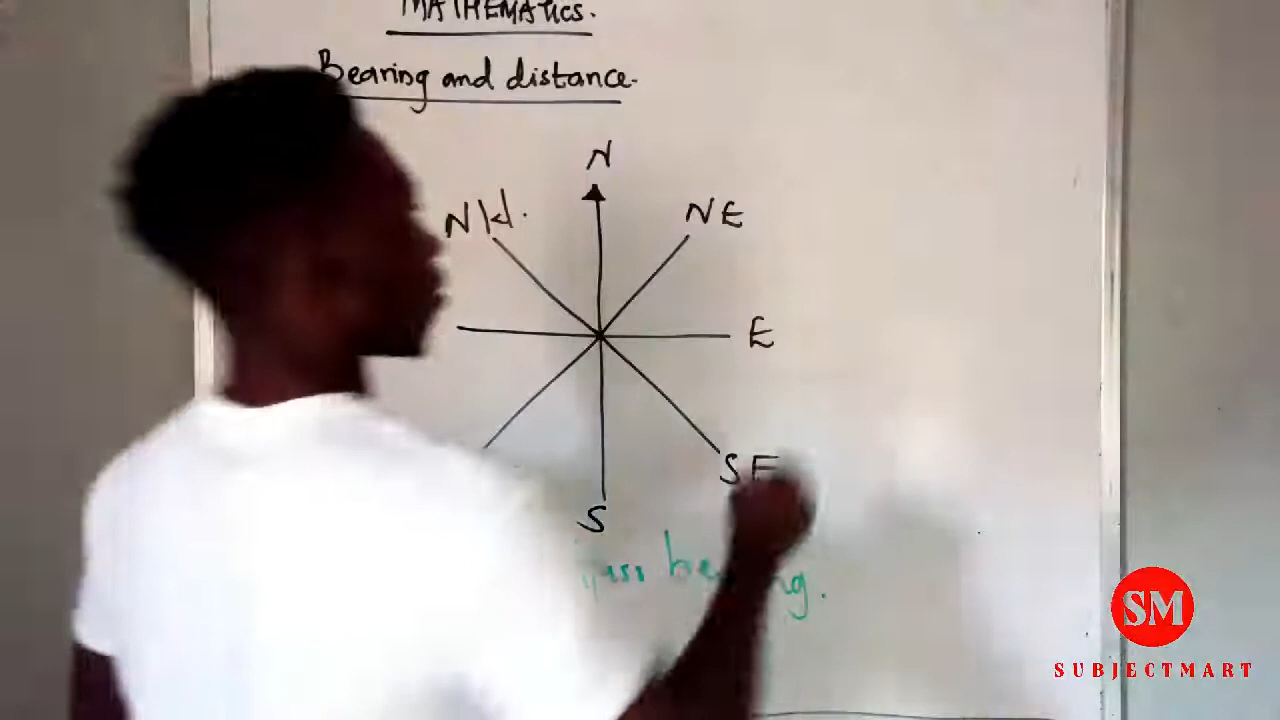 MATHEMATICS.
Bearing and distance.
N
NW. NE
E
SE
S
SM
SUBJECTMART